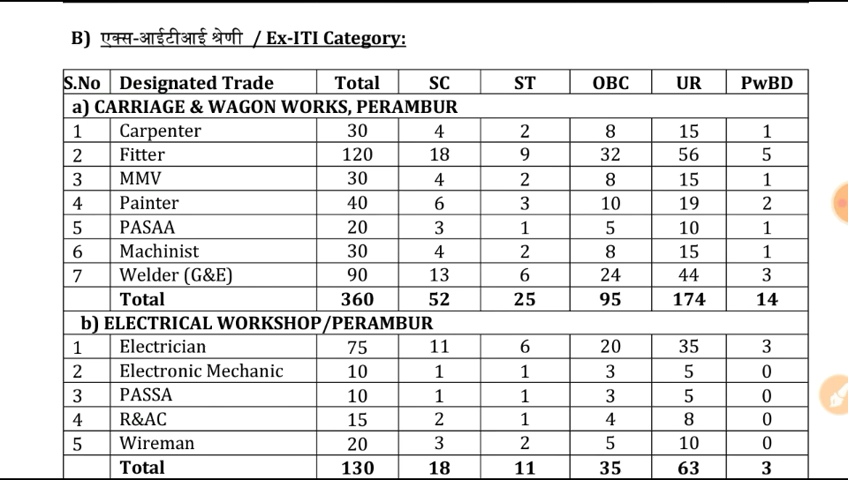 B) एक्स-आईटीआई श्रेणी / Ex-ITI Category:
S.No Designated Trade Total SC ST OBC UR PwBD
a) CARRIAGE & WAGON WORKS, PERAMBUR
1 Carpenter 30 4 2 8 15 1
2 Fitter 120 18 9 32 56 5
3 MMV 30 4 2 8 15 1
4 Painter 40 6 3 10 19 2
5 PASAA 20 3 1 5 10 1
6 Machinist 30 4 2 8 15 1
7 Welder (G&E) 90 13 6 24 44 3
Total 360 52 25 95 174 14
b) ELECTRICAL WORKSHOP/PERAMBUR
1 Electrician 75 11 6 20 35 3
2 Electronic Mechanic 10 1 1 3 5 0
3 PASSA 10 1 1 3 5 0
4 R&AC 15 2 1 4 8 0
5 Wireman 20 3 2 5 10 0
Total 130 18 11 35 63 3